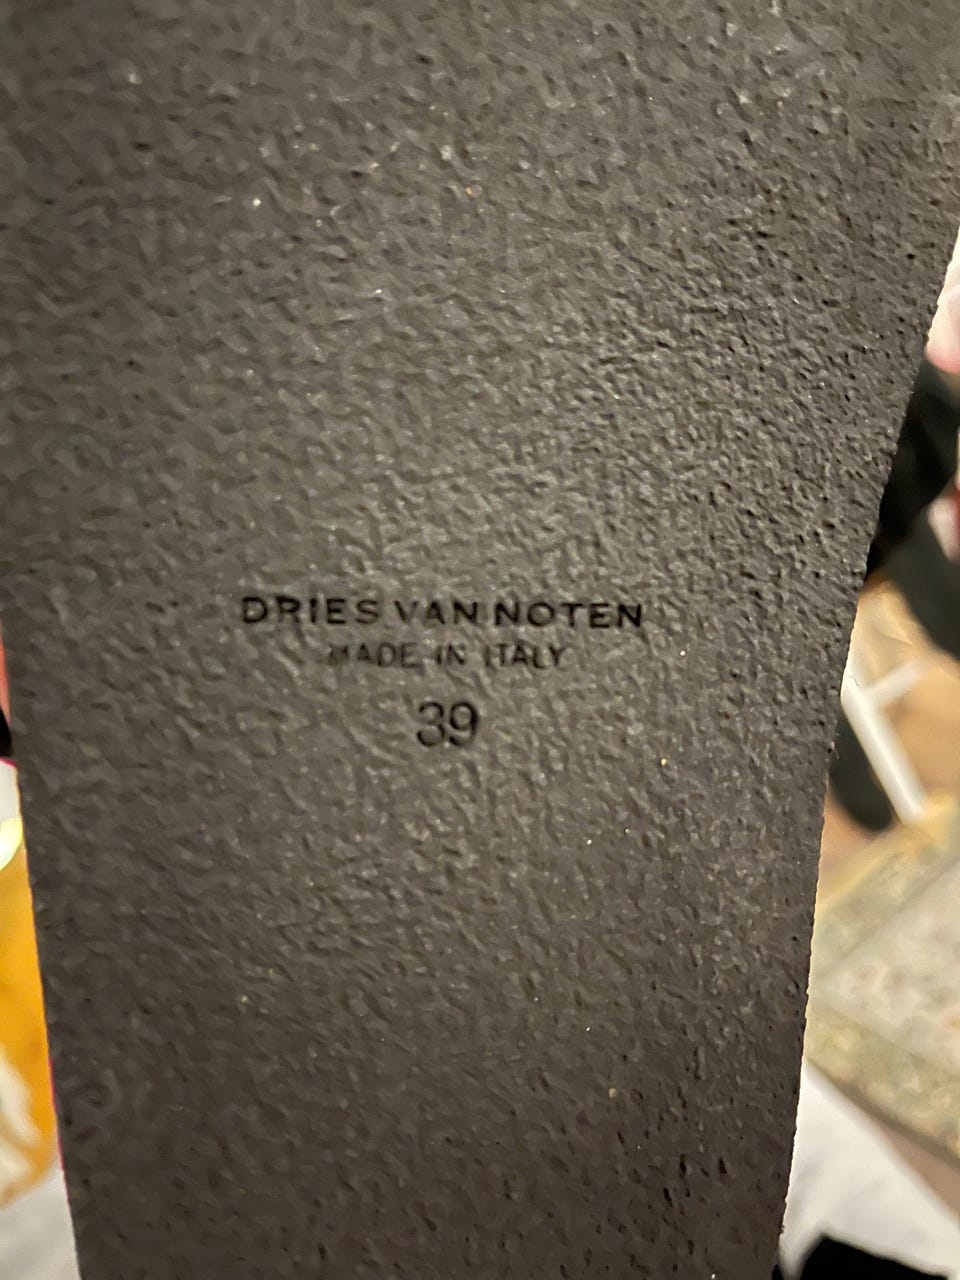 DRIES VAN NOTEN
MADE IN ITALY
39